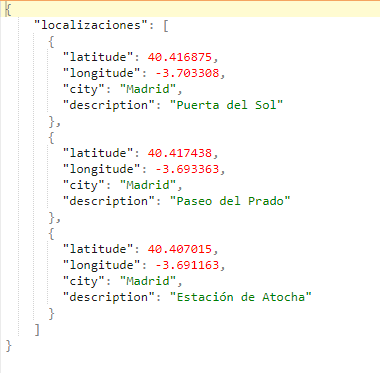 {
"localizaciones": [
{
"latitude": 40.416875,
"longitude": -3.703308,
"city": "Madrid",
"description": "Puerta del Sol"
},
{
"latitude": 40.417438,
"longitude": -3.693363,
"city": "Madrid",
"description": "Paseo del Prado"
},
{
"latitude": 40.407015,
"longitude": -3.691163,
"city": "Madrid",
"description": "Estación de Atocha"
}
]
}